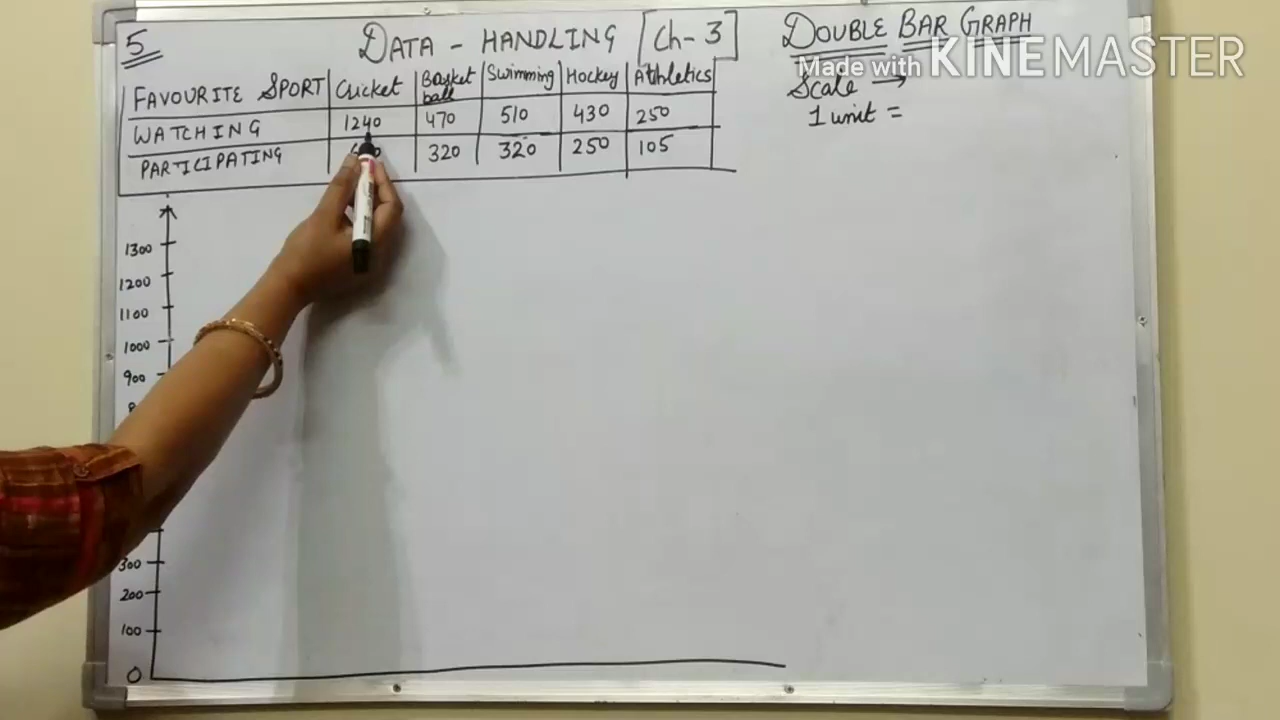 5
DATA - HANDLING [Ch - 3]
DOUBLE BAR GRAPH
Made with KINEMASTER
Scale →
1 unit =
FAVOURITE SPORT Cricket Basket ball Swimming Hockey Athletics
WATCHING 1240 470 510 430 250
PARTICIPATING 320 320 250 105
1300
1200
1100
1000
900
300
200
100
0